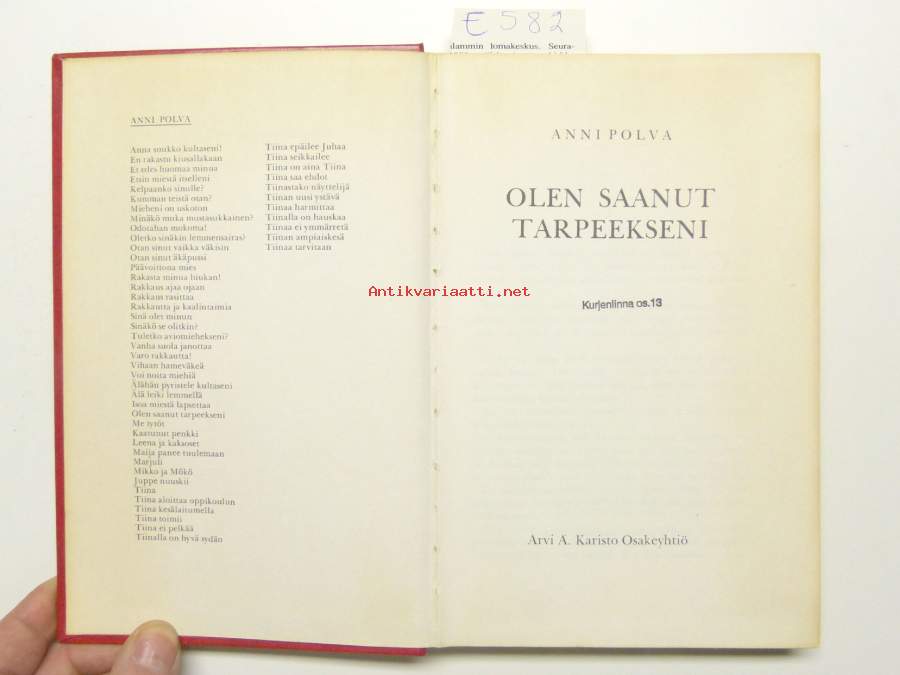 E 582
dammin lomakeskus. Seura-
ANNI POLVA
Anna soukko kultaseni!
En rakastu kiusallakaan
Et edes huomaa minua
Etsin miestä itselleni
Kelpaanko sinulle?
Kumman teistä otan?
Mieheni on uskoton
Minäkö muka mustasukkainen?
Odotahan mokoma!
Oletko sinäkin lemmensairas?
Otan sinut vaikka väkisin
Otan sinut äkäpussi
Päävoittona mies
Rakasta minua hiukan!
Rakkaus ajaa ojaan
Rakkaus rasittaa
Rakkautta ja kaalintaimia
Sinä olet minun
Sinäkö se olitkin?
Tuletko aviomiehekseni?
Vanha suola janottaa
Varo rakkautta!
Vihaan hameväkeä
Voi noita miehiä
Älähän pyristele kultaseni
Älä leiki lemmellä
Isoa miestä lapsettaa
Olen saanut tarpeekseni
Me tytöt
Kaatunut penkki
Leena ja kaksoset
Maija panee tuulemaan
Marjuli
Mikko ja Mökö
Juppe nuuskii
Tiina
Tiina aloittaa oppikoulun
Tiina kesälaitumella
Tiina toimii
Tiina ei pelkää
Tiinalla on hyvä sydän
Tiina epäilee Juhaa
Tiina seikkailee
Tiina on aina Tiina
Tiina saa ehdot
Tiinastako näyttelijä
Tiinan uusi ystävä
Tiinaa harmittaa
Tiinalla on hauskaa
Tiinaa ei ymmärretä
Tiinan ampiaiskesä
Tiinaa tarvitaan
Antikvariaatti.net
ANNI POLVA
OLEN SAANUT
TARPEEKSENI
Kurjenlinna os.13
Arvi A. Karisto Osakeyhtiö